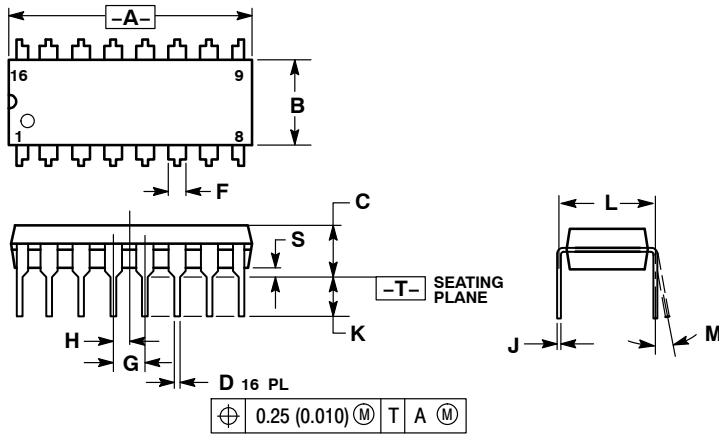 –A–
16 9
B
1 8
F
C
L
S
–T– SEATING
PLANE
K
H
G
J
M
D 16 PL
⌖ 0.25 (0.010) Ⓜ T A Ⓜ